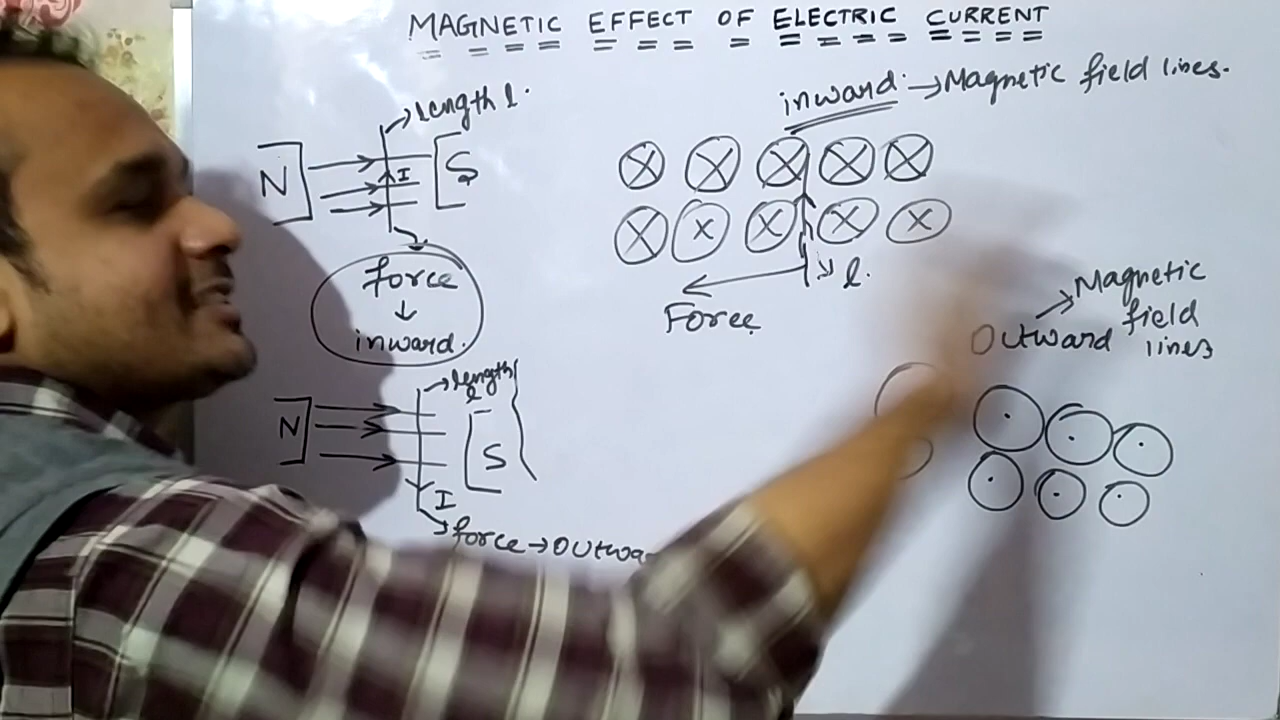 MAGNETIC EFFECT OF ELECTRIC CURRENT
length l.
N
I
S
force
↓
inward.
length
l
N
S
I
force → Outwa
inward. → Magnetic field lines.
l.
Force
Outward
Magnetic
field
lines